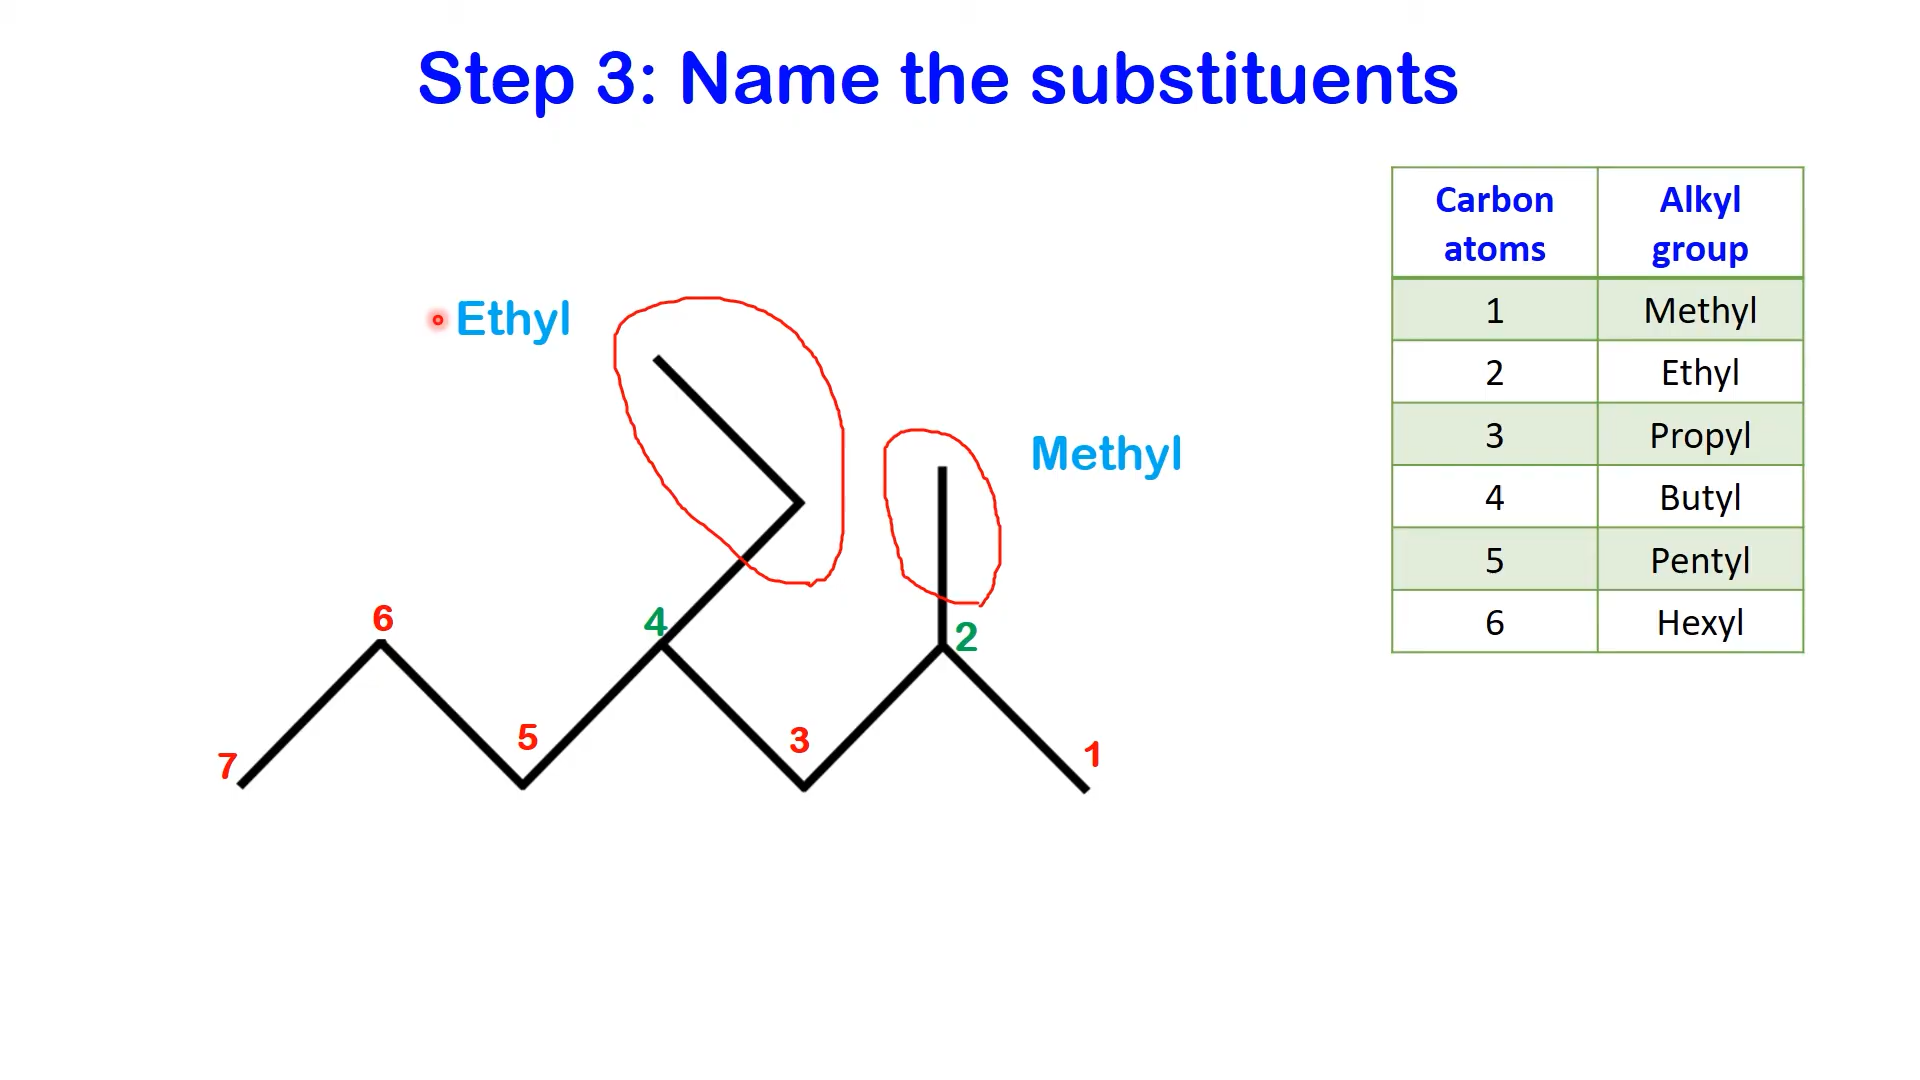 Step 3: Name the substituents
Carbon atoms Alkyl group
1 Methyl
2 Ethyl
3 Propyl
4 Butyl
5 Pentyl
6 Hexyl
Ethyl
Methyl
6
4
2
7
5
3
1